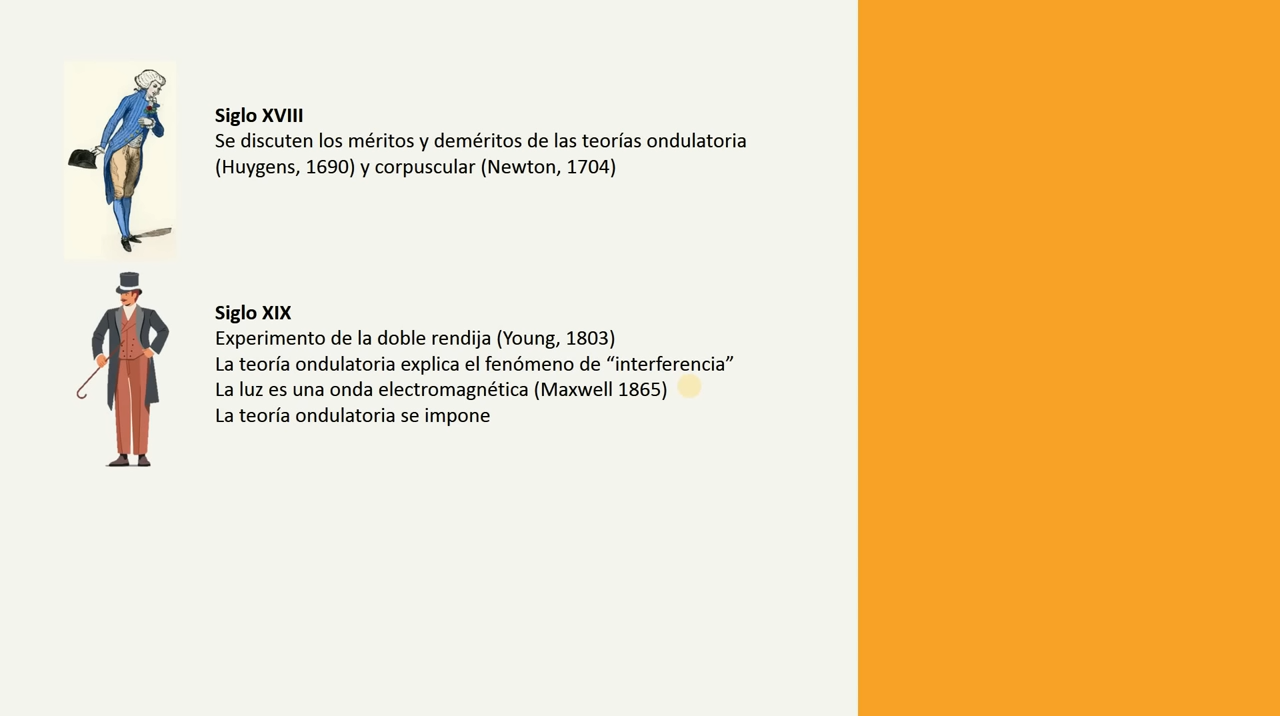 Siglo XVIII
Se discuten los méritos y deméritos de las teorías ondulatoria
(Huygens, 1690) y corpuscular (Newton, 1704)
Siglo XIX
Experimento de la doble rendija (Young, 1803)
La teoría ondulatoria explica el fenómeno de “interferencia”
La luz es una onda electromagnética (Maxwell 1865)
La teoría ondulatoria se impone